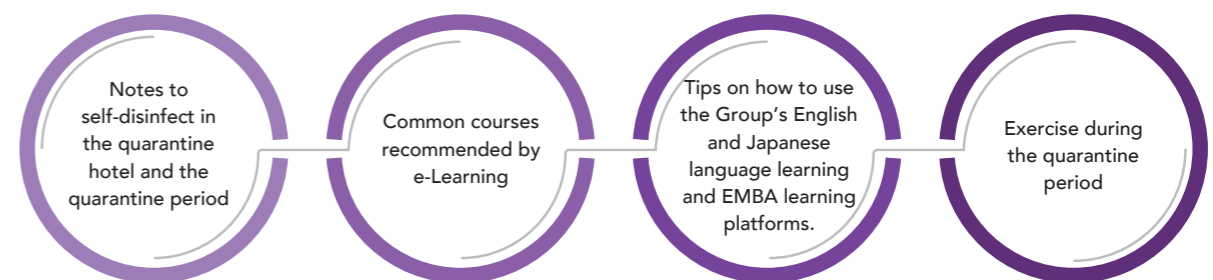 Notes to
self-disinfect in
the quarantine
hotel and the
quarantine period
Common courses
recommended by
e-Learning
Tips on how to use
the Group’s English
and Japanese
language learning
and EMBA learning
platforms.
Exercise during
the quarantine
period